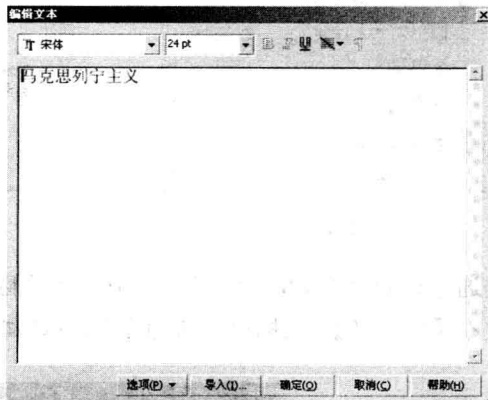 编辑文本
宋体 24 pt B I U
马克思列宁主义
选项(P) 导入(I)... 确定(O) 取消(C) 帮助(H)